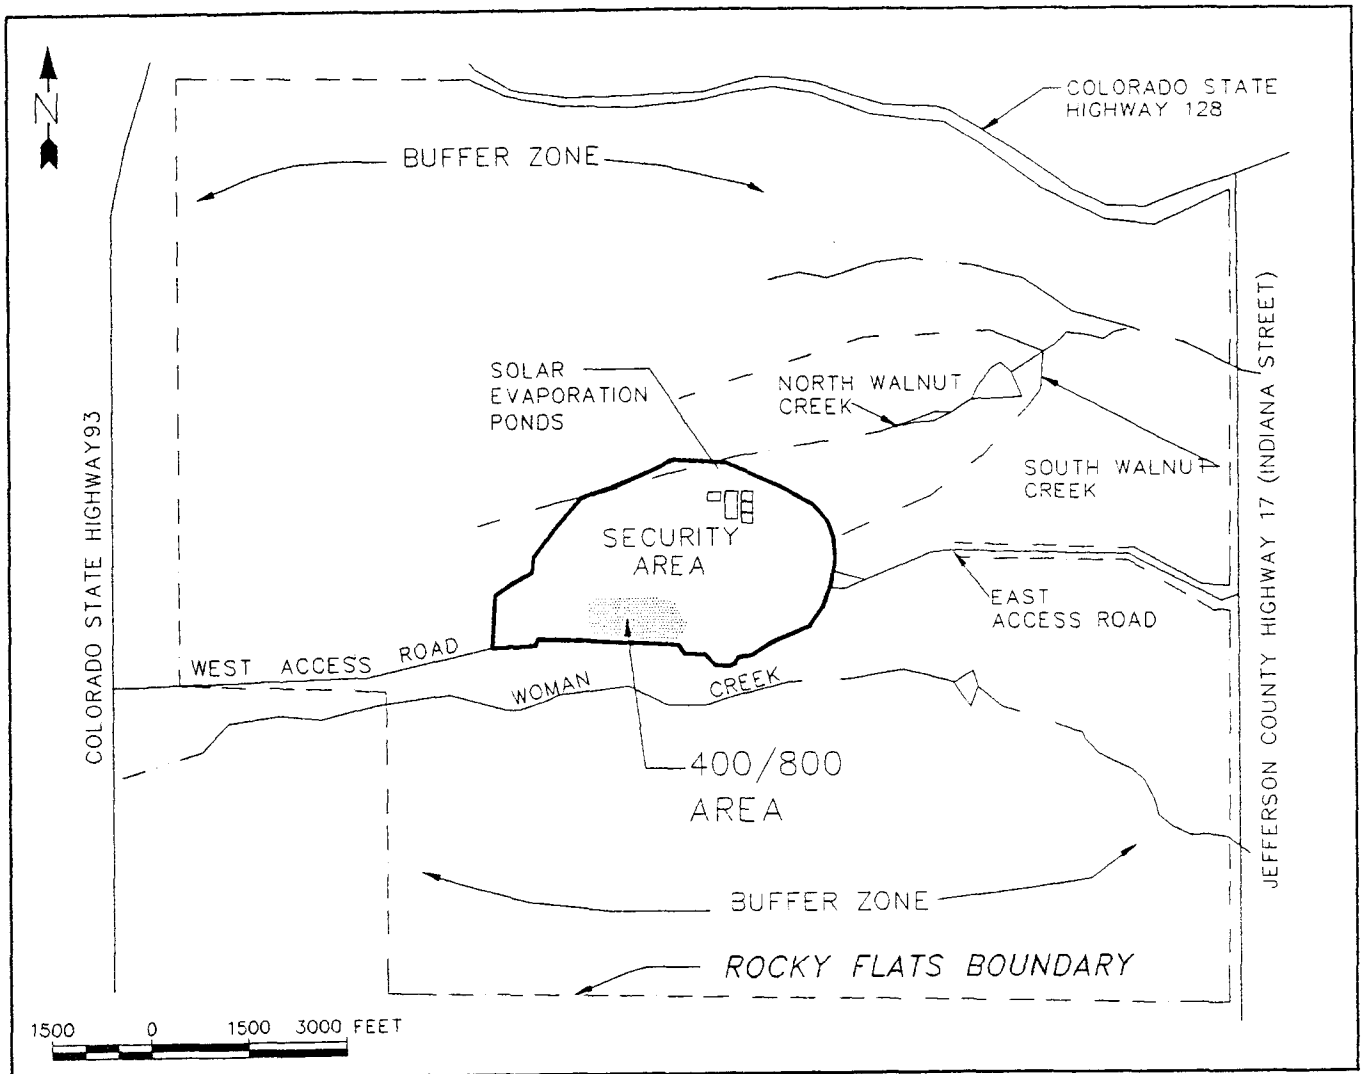 N
COLORADO STATE
HIGHWAY 128
BUFFER ZONE
SOLAR
EVAPORATION
PONDS
NORTH WALNUT
CREEK
SOUTH WALNUT
CREEK
COLORADO STATE HIGHWAY93
JEFFERSON COUNTY HIGHWAY 17 (INDIANA STREET)
SECURITY
AREA
EAST
ACCESS ROAD
WEST ACCESS ROAD
WOMAN CREEK
400/800
AREA
BUFFER ZONE
ROCKY FLATS BOUNDARY
1500 0 1500 3000 FEET